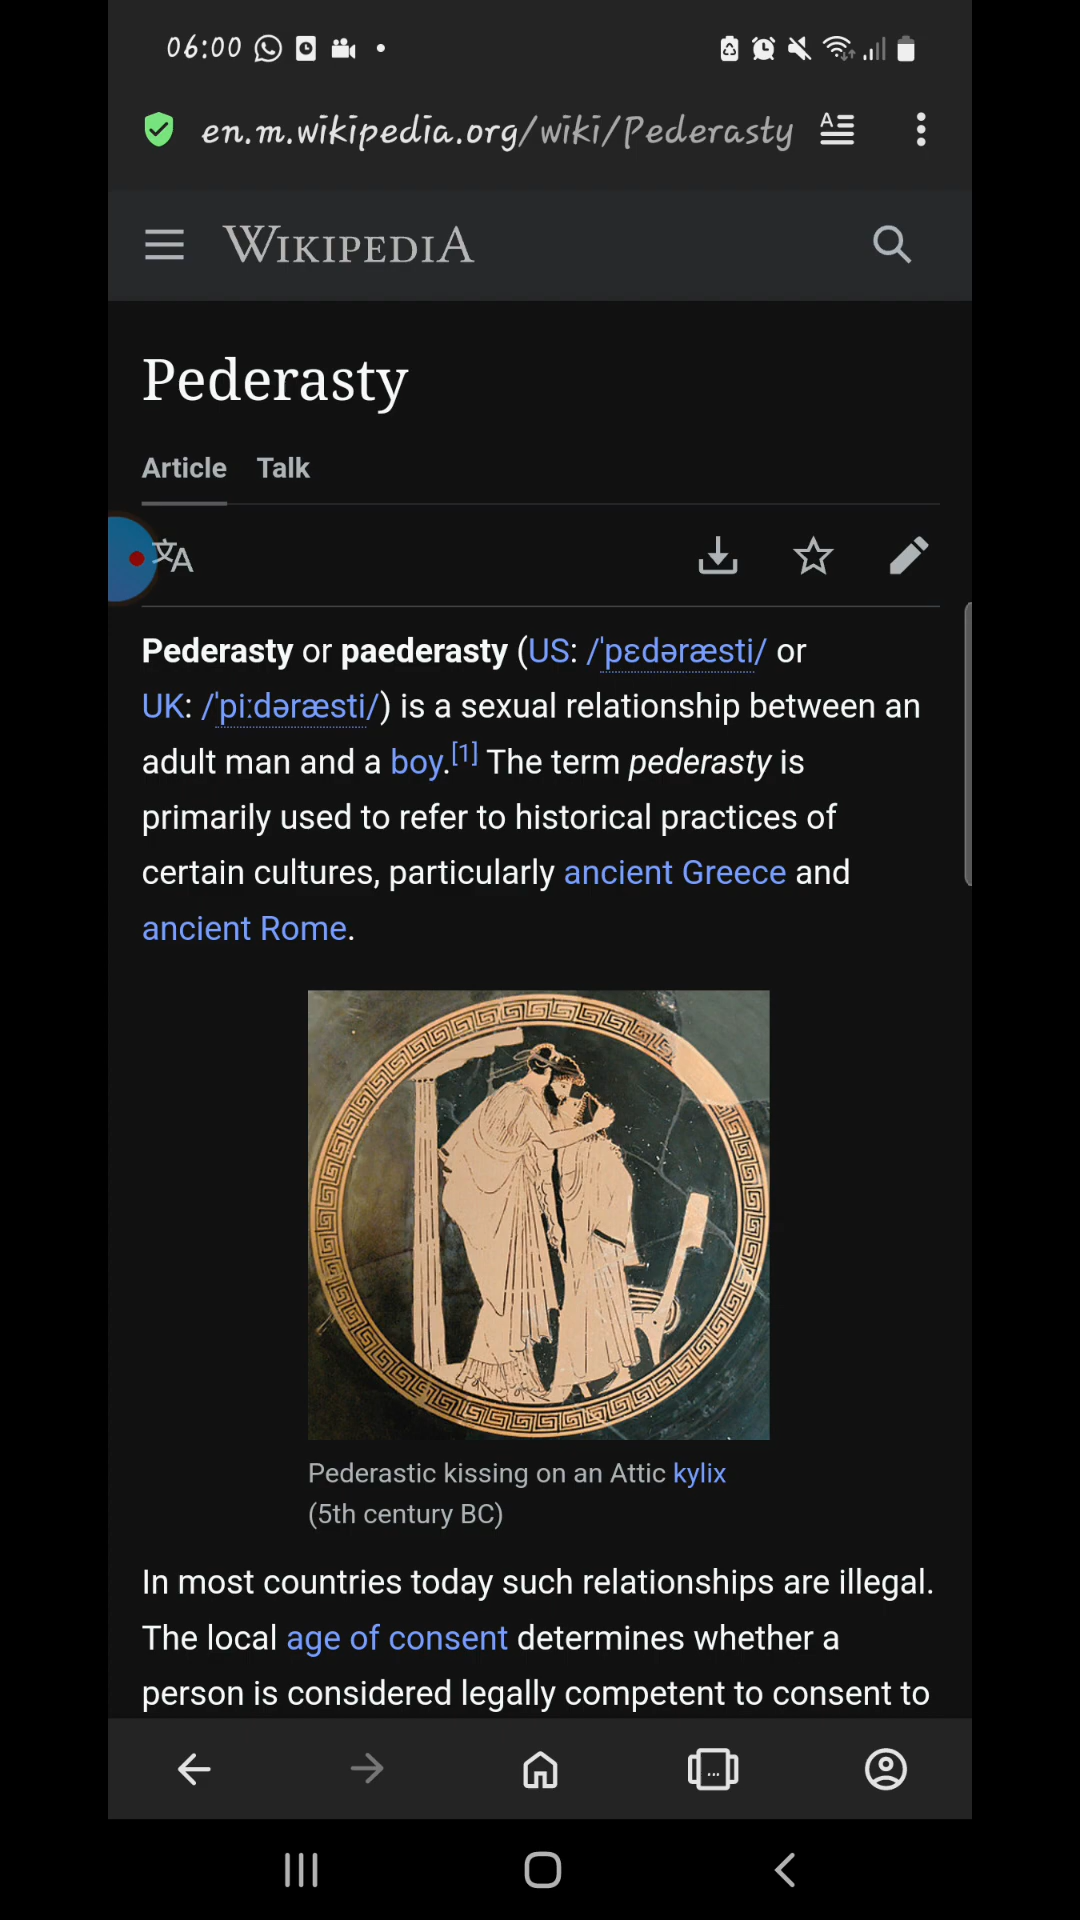 06:00
en.m.wikipedia.org/wiki/Pederasty
WIKIPEDIA
Pederasty
Article Talk
Pederasty or paederasty (US: /ˈpɛdəræsti/ or
UK: /ˈpiːdəræsti/) is a sexual relationship between an
adult man and a boy.[1] The term pederasty is
primarily used to refer to historical practices of
certain cultures, particularly ancient Greece and
ancient Rome.
Pederastic kissing on an Attic kylix
(5th century BC)
In most countries today such relationships are illegal.
The local age of consent determines whether a
person is considered legally competent to consent to